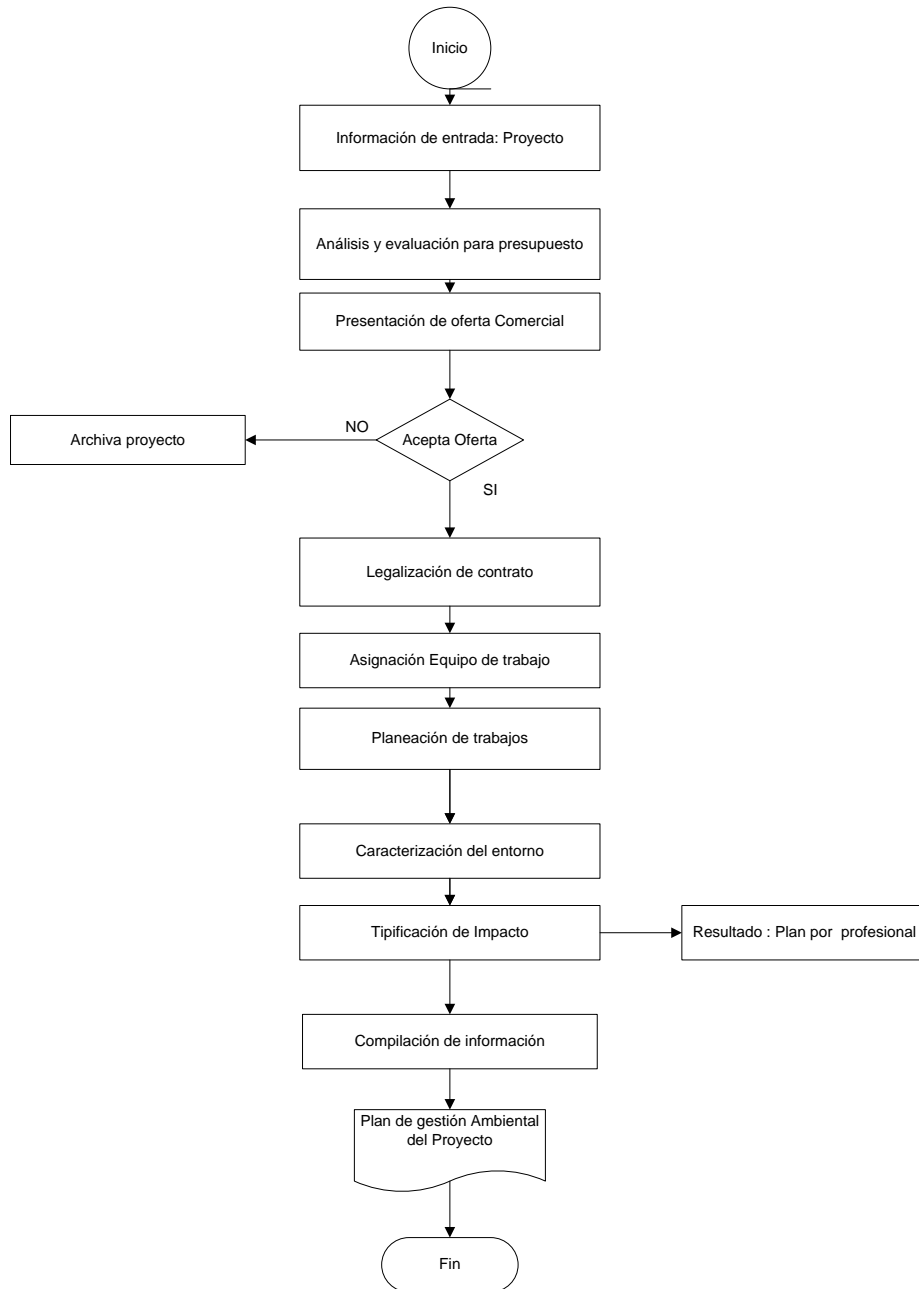 Inicio
Información de entrada: Proyecto
Análisis y evaluación para presupuesto
Presentación de oferta Comercial
NO
Archiva proyecto
Acepta Oferta
SI
Legalización de contrato
Asignación Equipo de trabajo
Planeación de trabajos
Caracterización del entorno
Tipificación de Impacto
Resultado : Plan por  profesional
Compilación de información
Plan de gestión Ambiental
del Proyecto
Fin